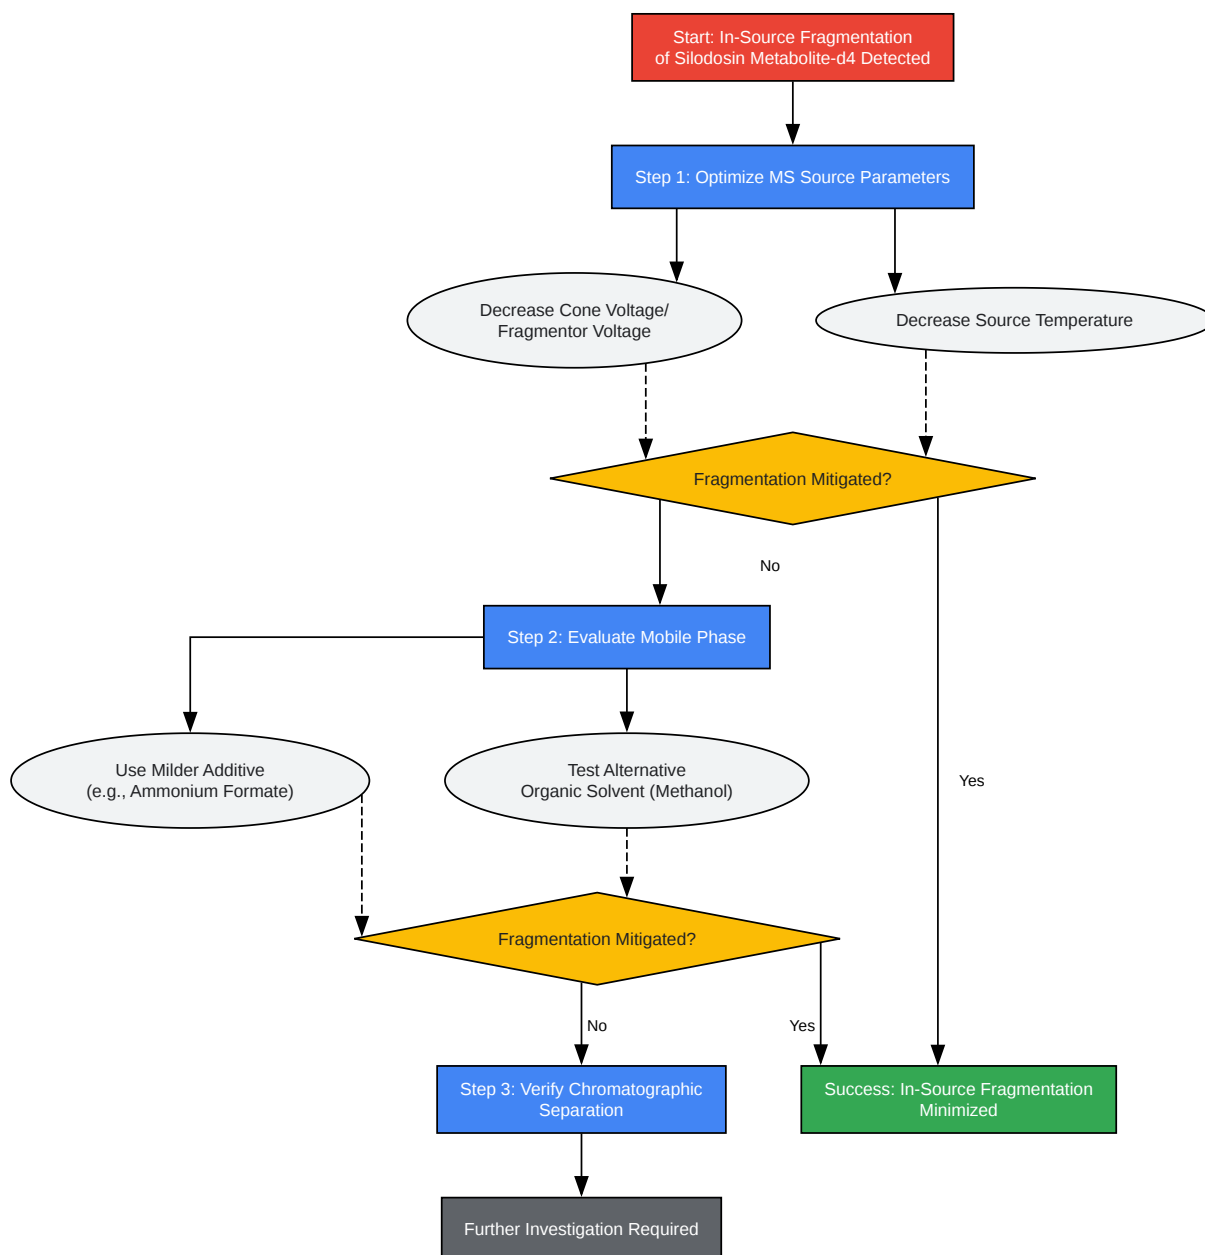 Start: In-Source Fragmentation
of Silodosin Metabolite-d4 Detected
Step 1: Optimize MS Source Parameters
Decrease Cone Voltage/
Fragmentor Voltage
Decrease Source Temperature
Fragmentation Mitigated?
No
Step 2: Evaluate Mobile Phase
Use Milder Additive
(e.g., Ammonium Formate)
Test Alternative
Organic Solvent (Methanol)
Yes
Fragmentation Mitigated?
No
Yes
Step 3: Verify Chromatographic
Separation
Success: In-Source Fragmentation
Minimized
Further Investigation Required